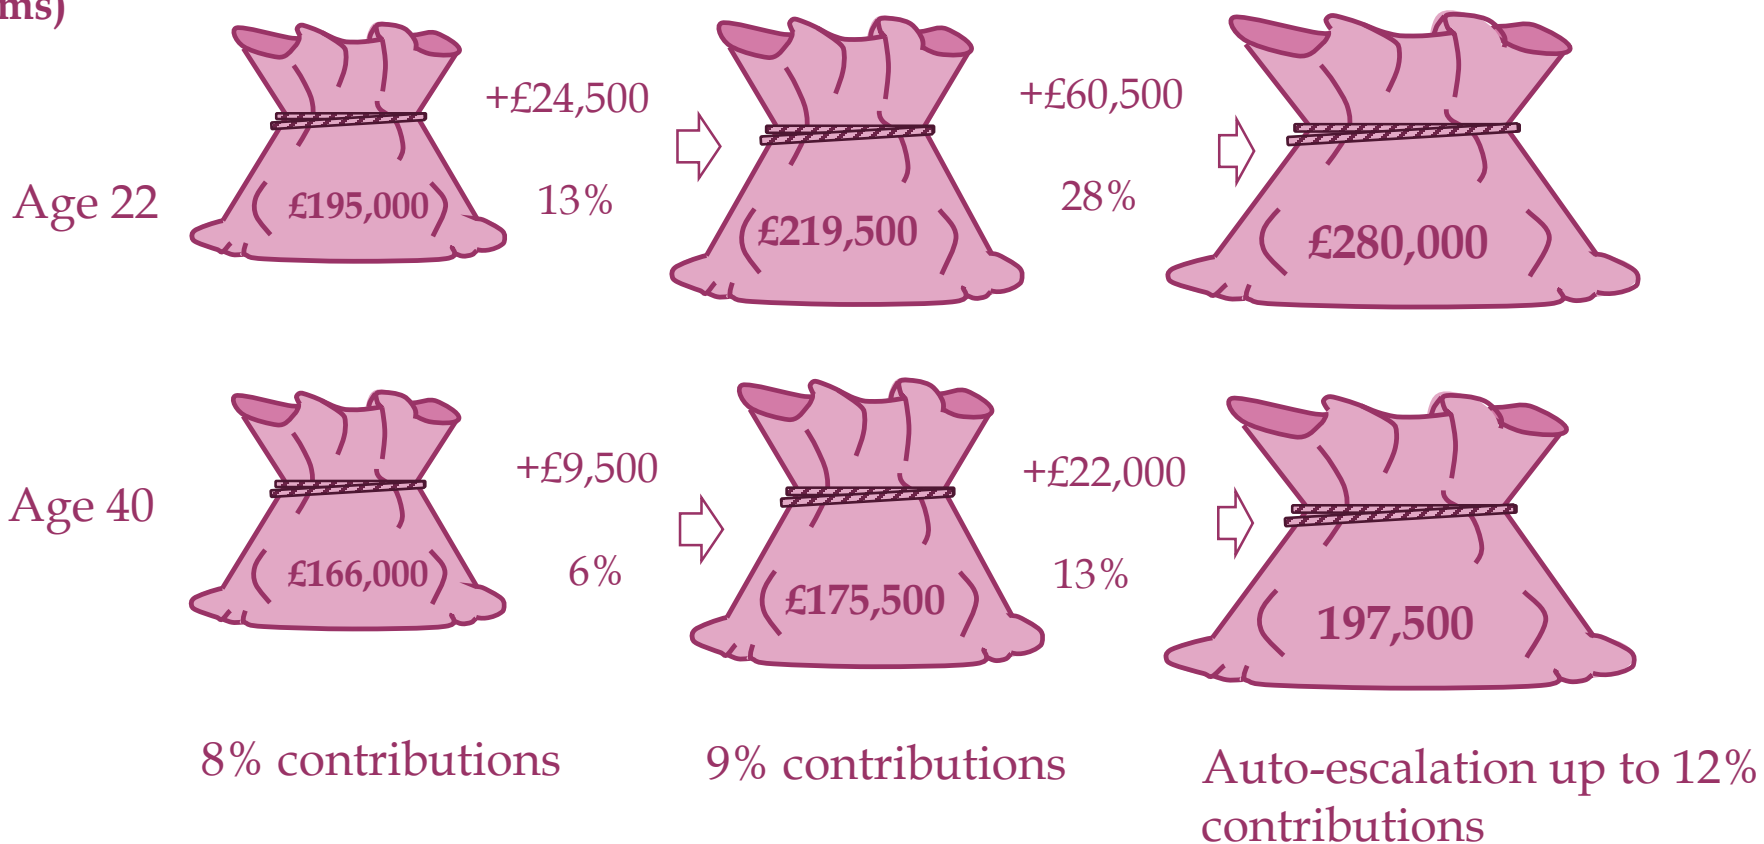 ms)
+£24,500
+£60,500
Age 22
£195,000
13%
£219,500
28%
£280,000
+£9,500
+£22,000
Age 40
£166,000
6%
£175,500
13%
197,500
8% contributions
9% contributions
Auto-escalation up to 12%
contributions